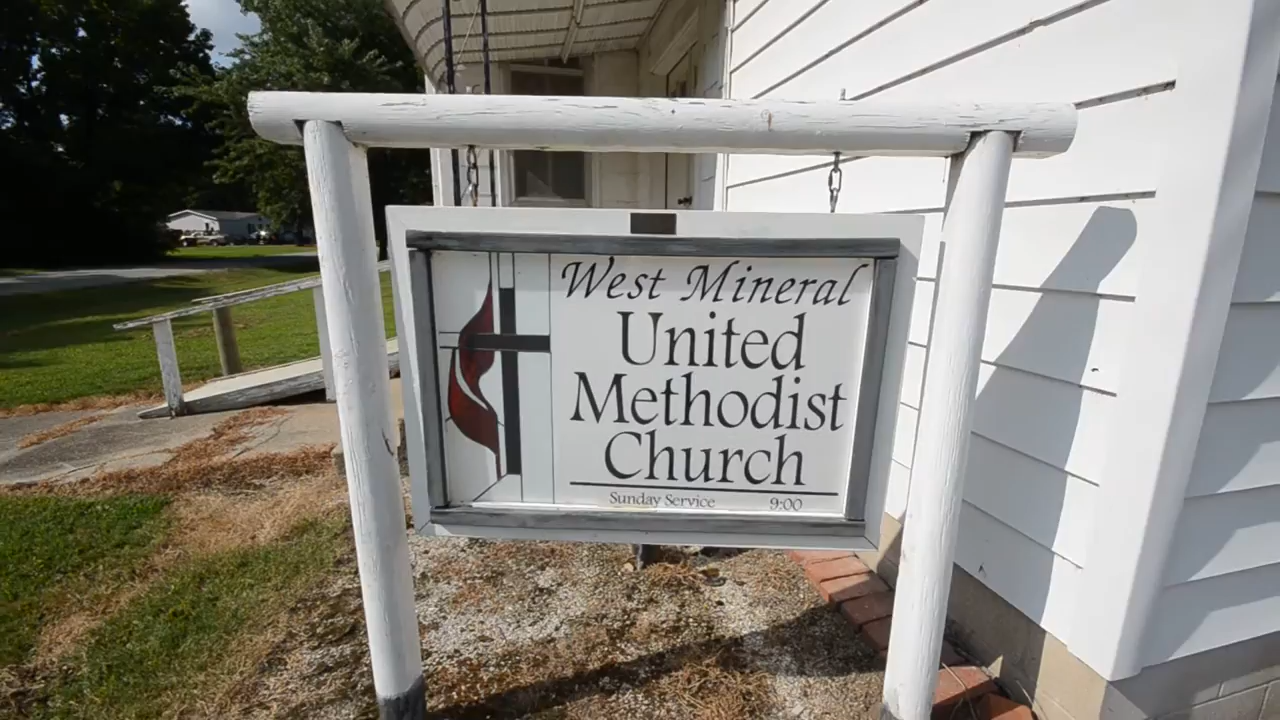 West Mineral
United
Methodist
Church
Sunday Service 9:00